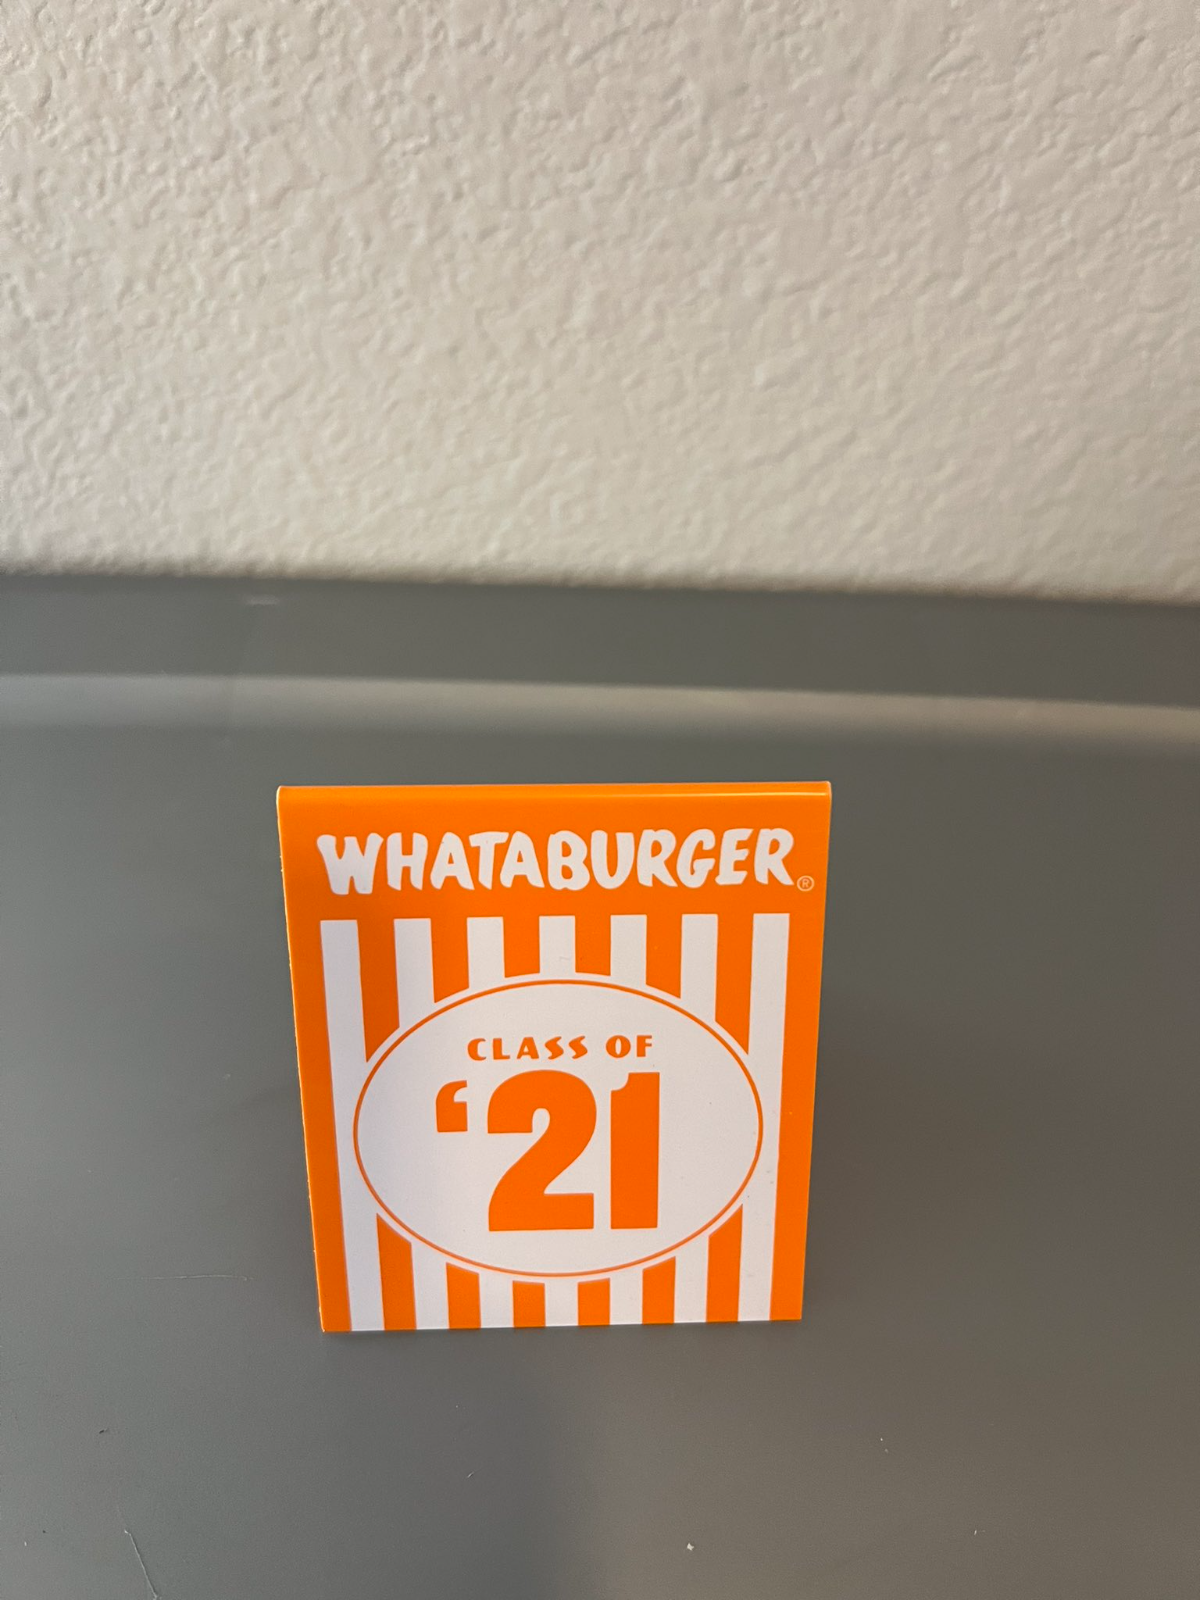 WHATABURGER®
CLASS OF
‘21